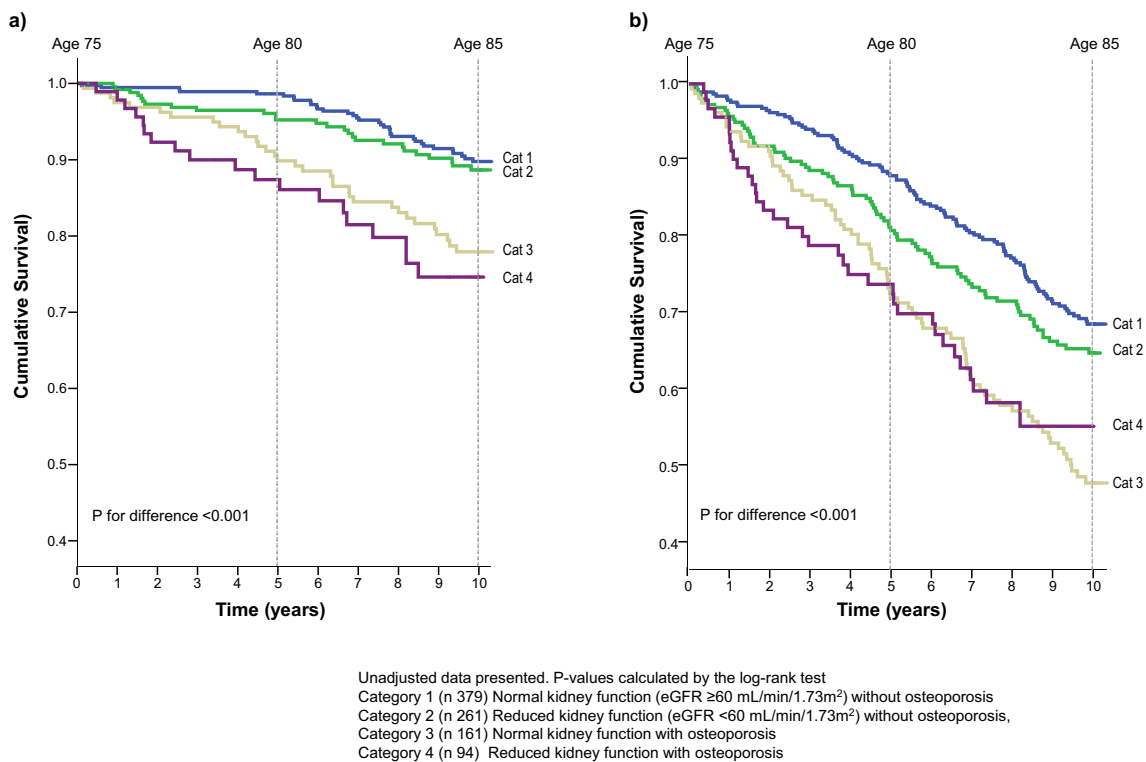 a)
Age 75 Age 80 Age 85
1.0
0.9
0.8
0.7
0.6
0.5
0.4
Cumulative Survival)
Cat 1
Cat 2
Cat 3
Cat 4
P for difference <0.001
0 1 2 3 4 5 6 7 8 9 10
Time (years)
b)
Age 75 Age 80 Age 85
1.0
0.9
0.8
0.7
0.6
0.5
0.4
Cumulative Survival)
Cat 1
Cat 2
Cat 4
Cat 3
P for difference <0.001
0 1 2 3 4 5 6 7 8 9 10
Time (years)
Unadjusted data presented. P-values calculated by the log-rank test
Category 1 (n 379) Normal kidney function (eGFR ≥60 mL/min/1.73m²) without osteoporosis
Category 2 (n 261) Reduced kidney function (eGFR <60 mL/min/1.73m²) without osteoporosis,
Category 3 (n 161) Normal kidney function with osteoporosis
Category 4 (n 94) Reduced kidney function with osteoporosis